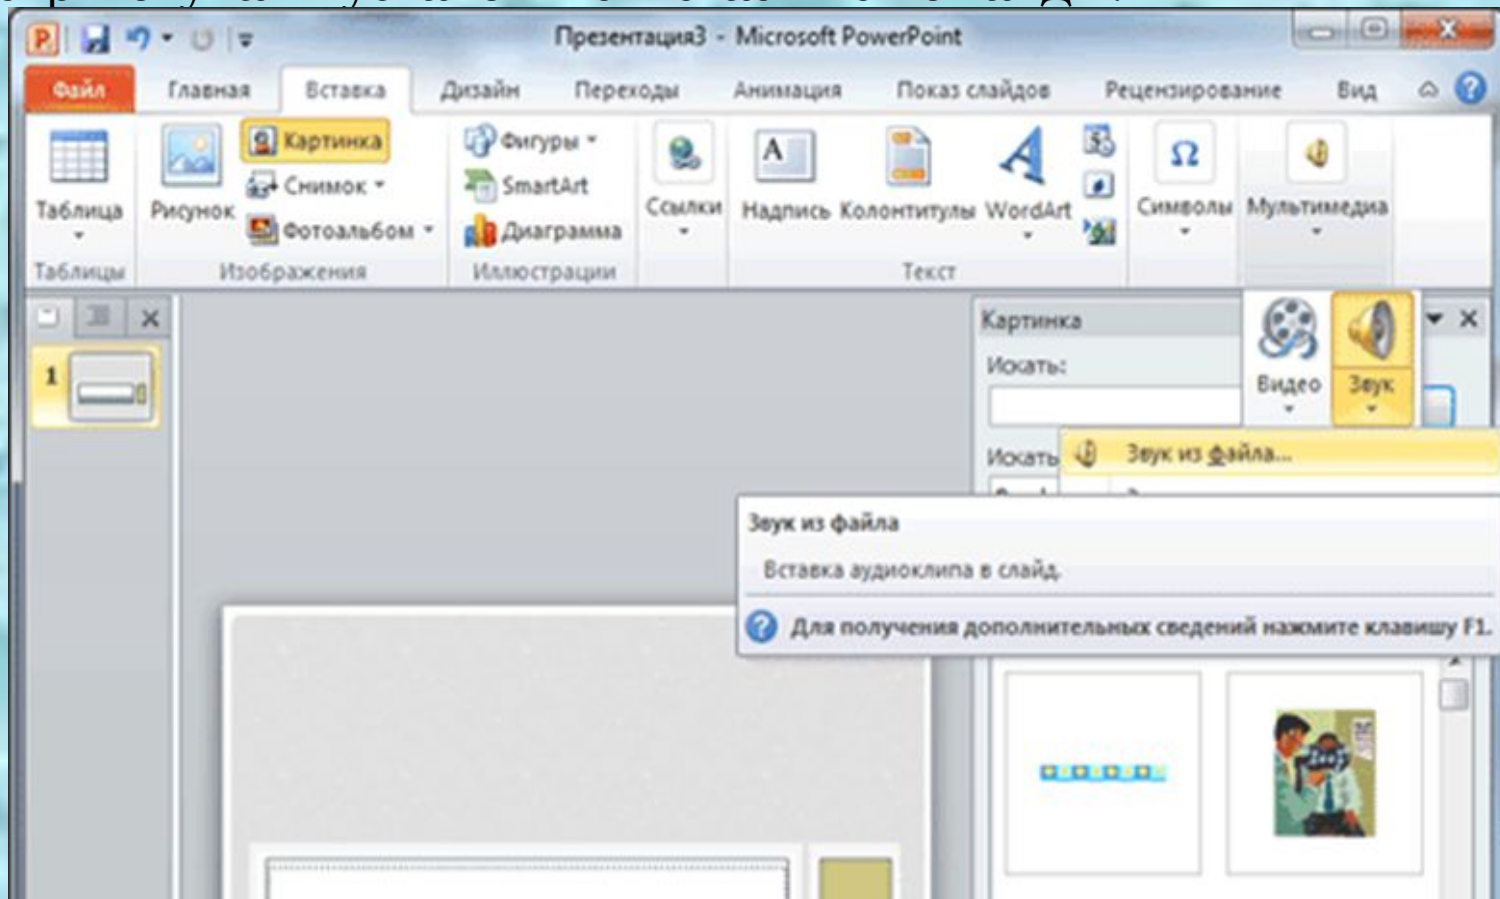 Презентация3 - Microsoft PowerPoint
Файл Главная Вставка Дизайн Переходы Анимация Показ слайдов Рецензирование Вид
Таблица
Рисунок
Картинка
Снимок
Фотоальбом
Фигуры
SmartArt
Диаграмма
Ссылки
Надпись
Колонтитулы
WordArt
Символы
Мультимедиа
Таблицы Изображения Иллюстрации Текст
1
Картинка
Искать:
Видео
Звук
Искать
Звук из файла...
Звук из файла
Вставка аудиоклипа в слайд.
Для получения дополнительных сведений нажмите клавишу F1.